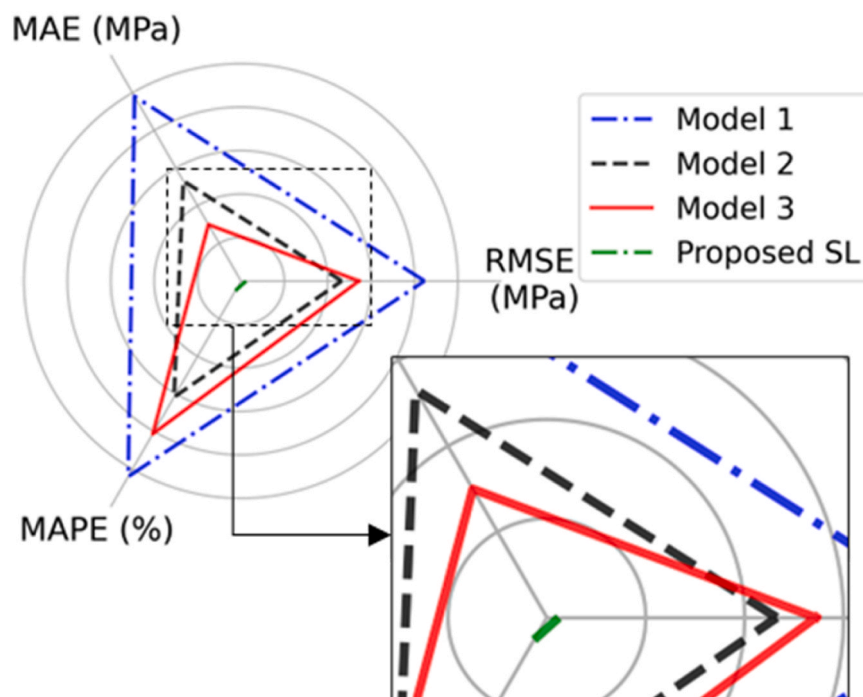 MAE (MPa)
Model 1
Model 2
Model 3
Proposed SL
RMSE
(MPa)
MAPE (%)